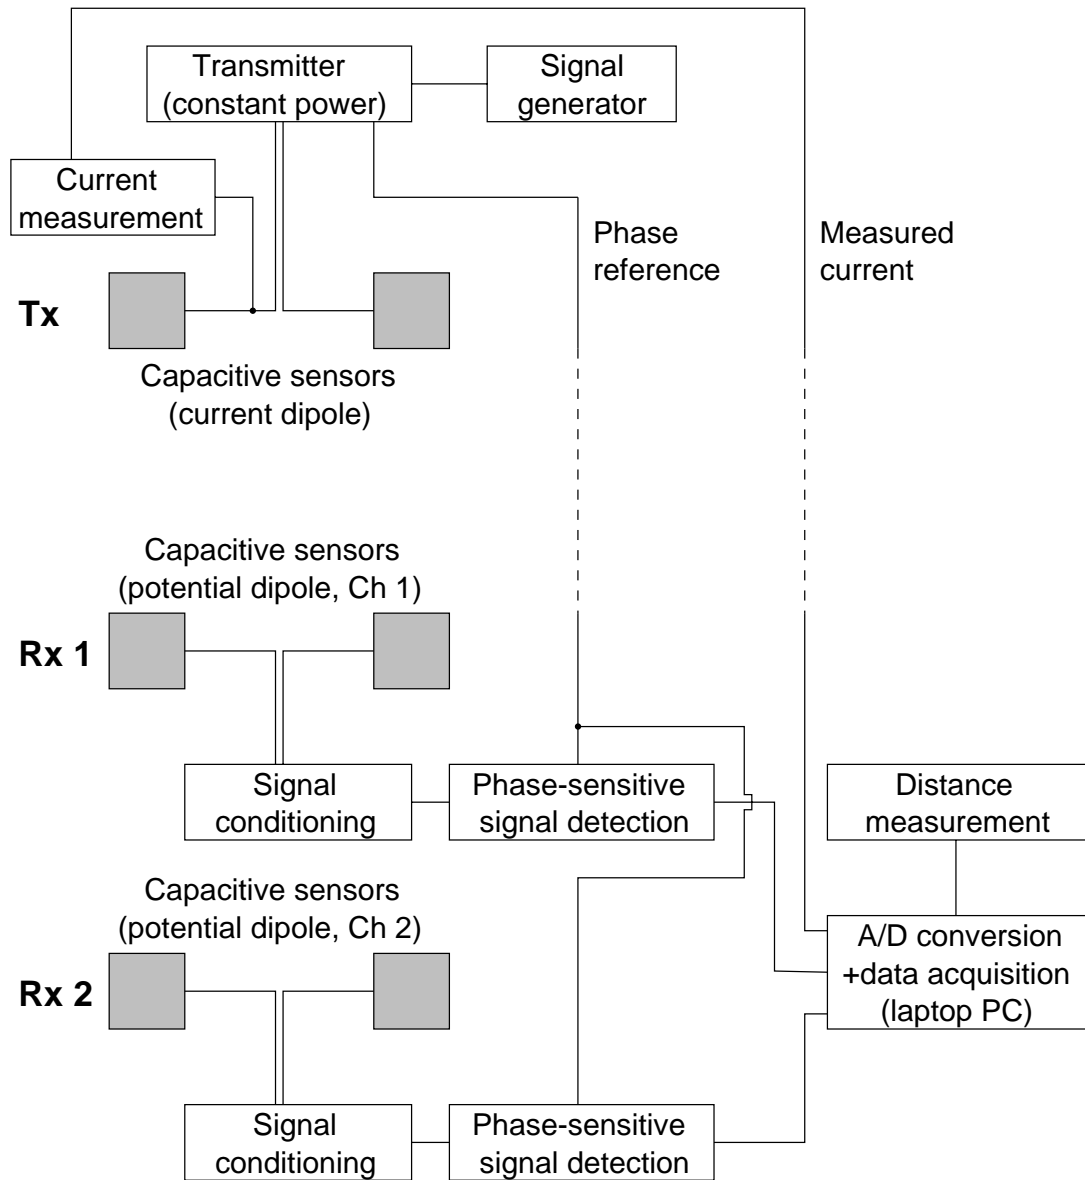 Transmitter
(constant power)
Signal
generator
Current
measurement
Phase
reference
Measured
current
Tx
Capacitive sensors
(current dipole)
Capacitive sensors
(potential dipole, Ch 1)
Rx 1
Signal
conditioning
Phase-sensitive
signal detection
Distance
measurement
Capacitive sensors
(potential dipole, Ch 2)
Rx 2
A/D conversion
+data acquisition
(laptop PC)
Signal
conditioning
Phase-sensitive
signal detection